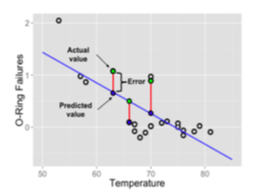 2
Actual
value
Error
1
Predicted
value
0
O-Ring Failures
50
60
70
80
Temperature